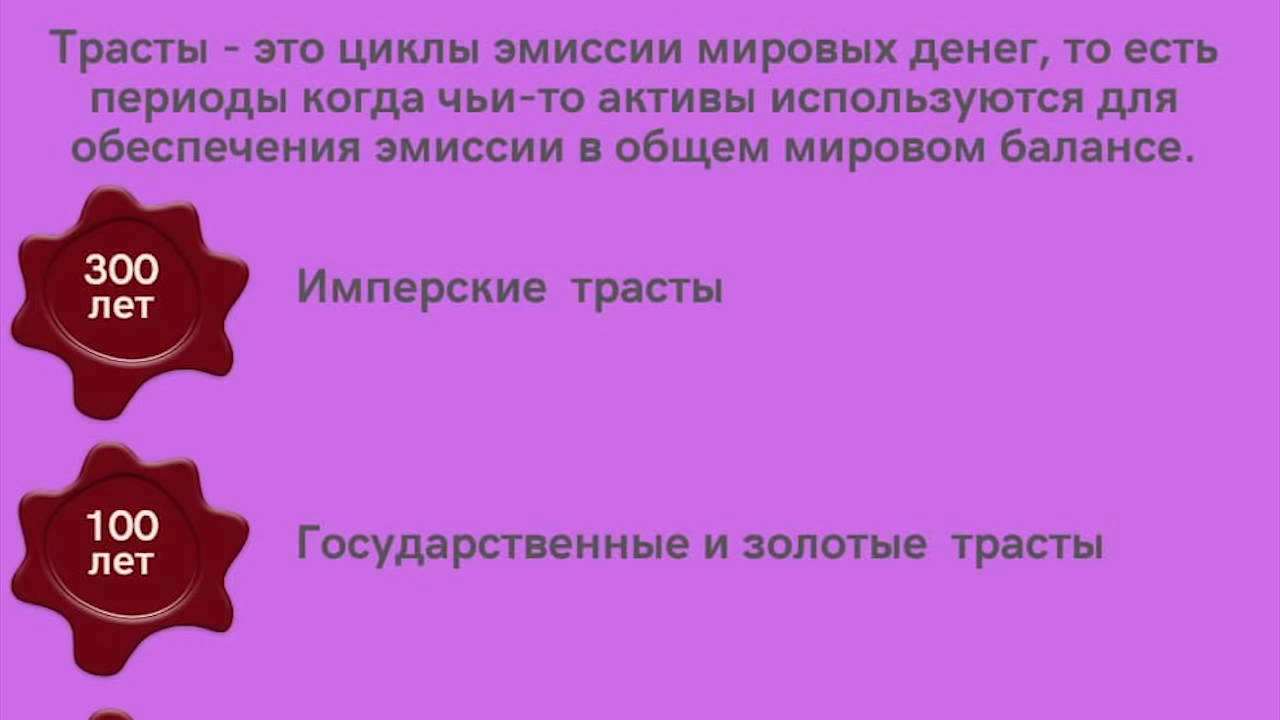 Трасты - это циклы эмиссии мировых денег, то есть
периоды когда чьи-то активы используются для
обеспечения эмиссии в общем мировом балансе.
300
лет
Имперские трасты
100
лет
Государственные и золотые трасты